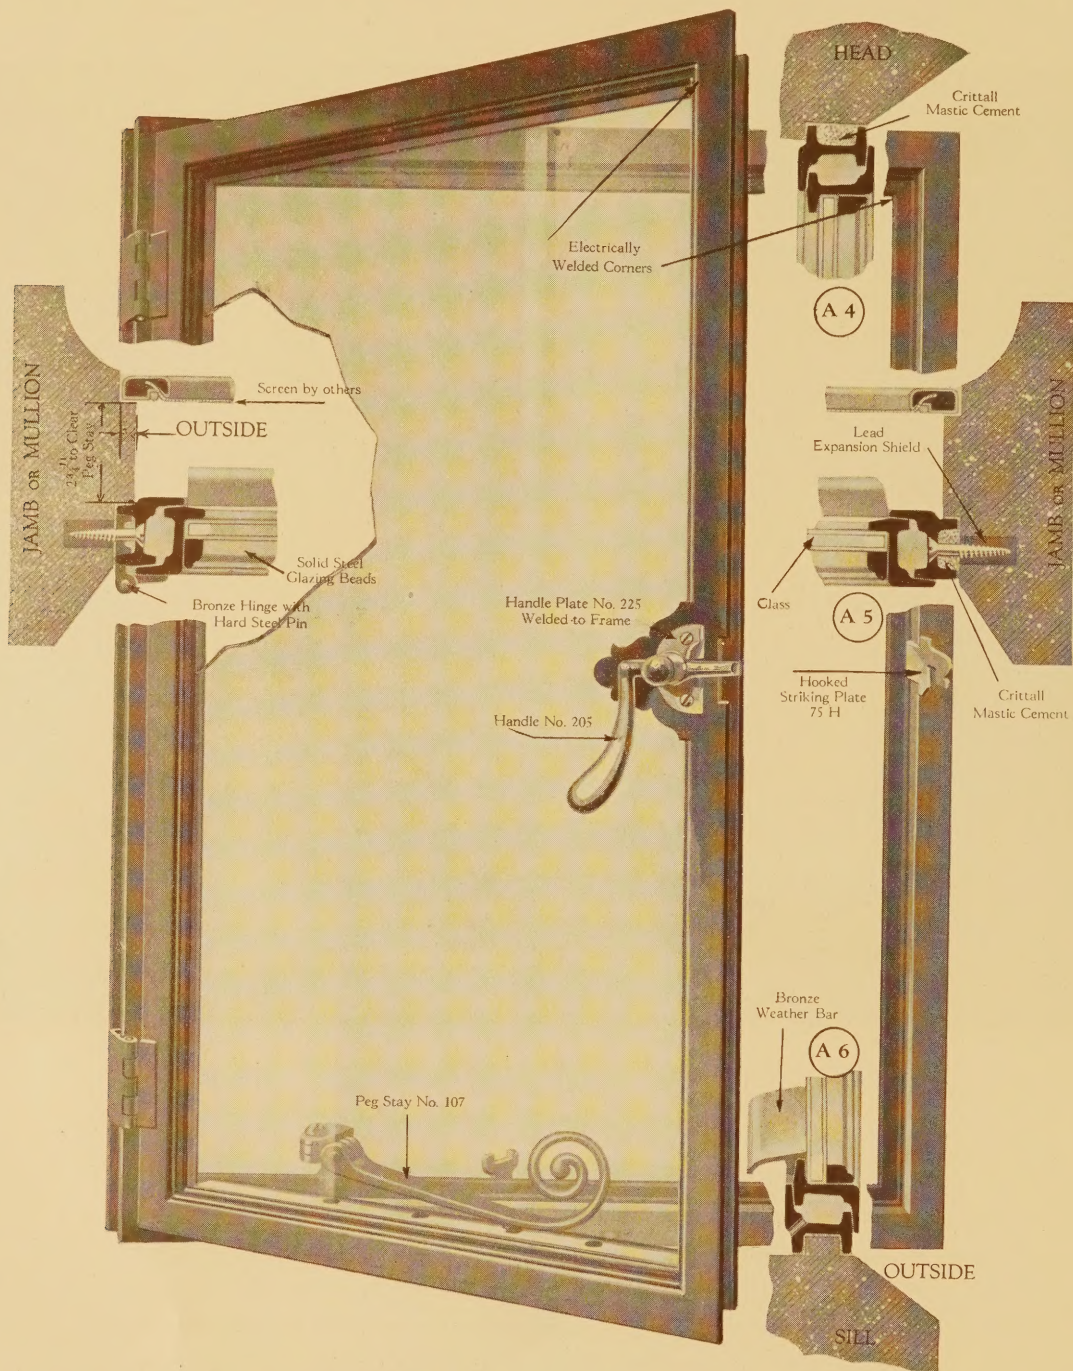 HEAD
Crittall
Mastic Cement
Electrically
Welded Corners
A 4
JAMB OR MULLION
Screen by others
OUTSIDE
to Clear
Peg Stay
Solid Steel
Glazing Beads
Bronze Hinge with
Hard Steel Pin
Lead
Expansion Shield
JAMB OR MULLION
Glass
A 5
Handle Plate No. 225
Welded to Frame
Hooked
Striking Plate
75 H
Crittall
Mastic Cement
Handle No. 205
Bronze
Weather Bar
A 6
Peg Stay No. 107
OUTSIDE
SILL